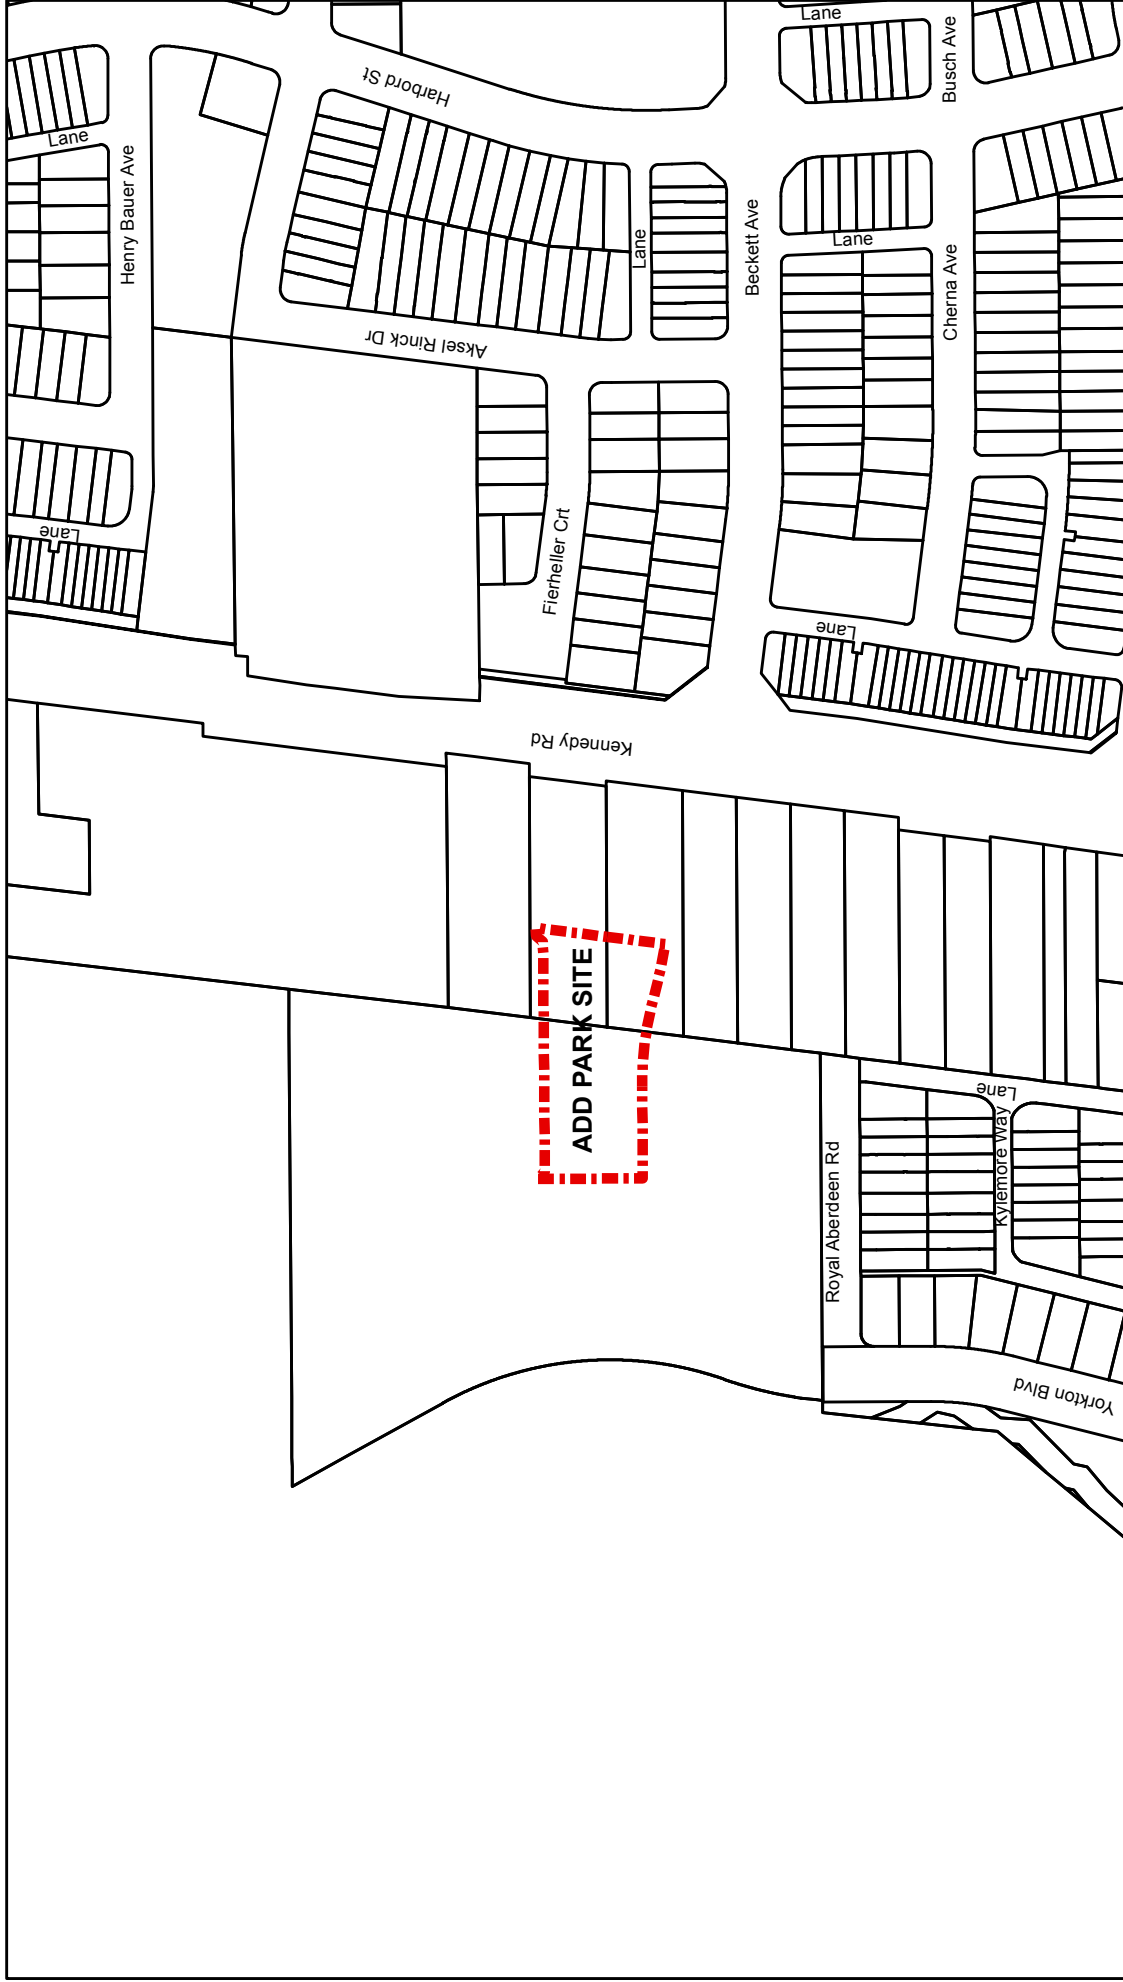 Lane
Busch Ave
Harbord St
Lane
Henry Bauer Ave
Lane
Beckett Ave
Lane
Cherna Ave
Aksel Rinck Dr
Lane
Fierheller Crt
Lane
Kennedy Rd
ADD PARK SITE
Lane
Kylemore Way
Royal Aberdeen Rd
Yorkton Blvd